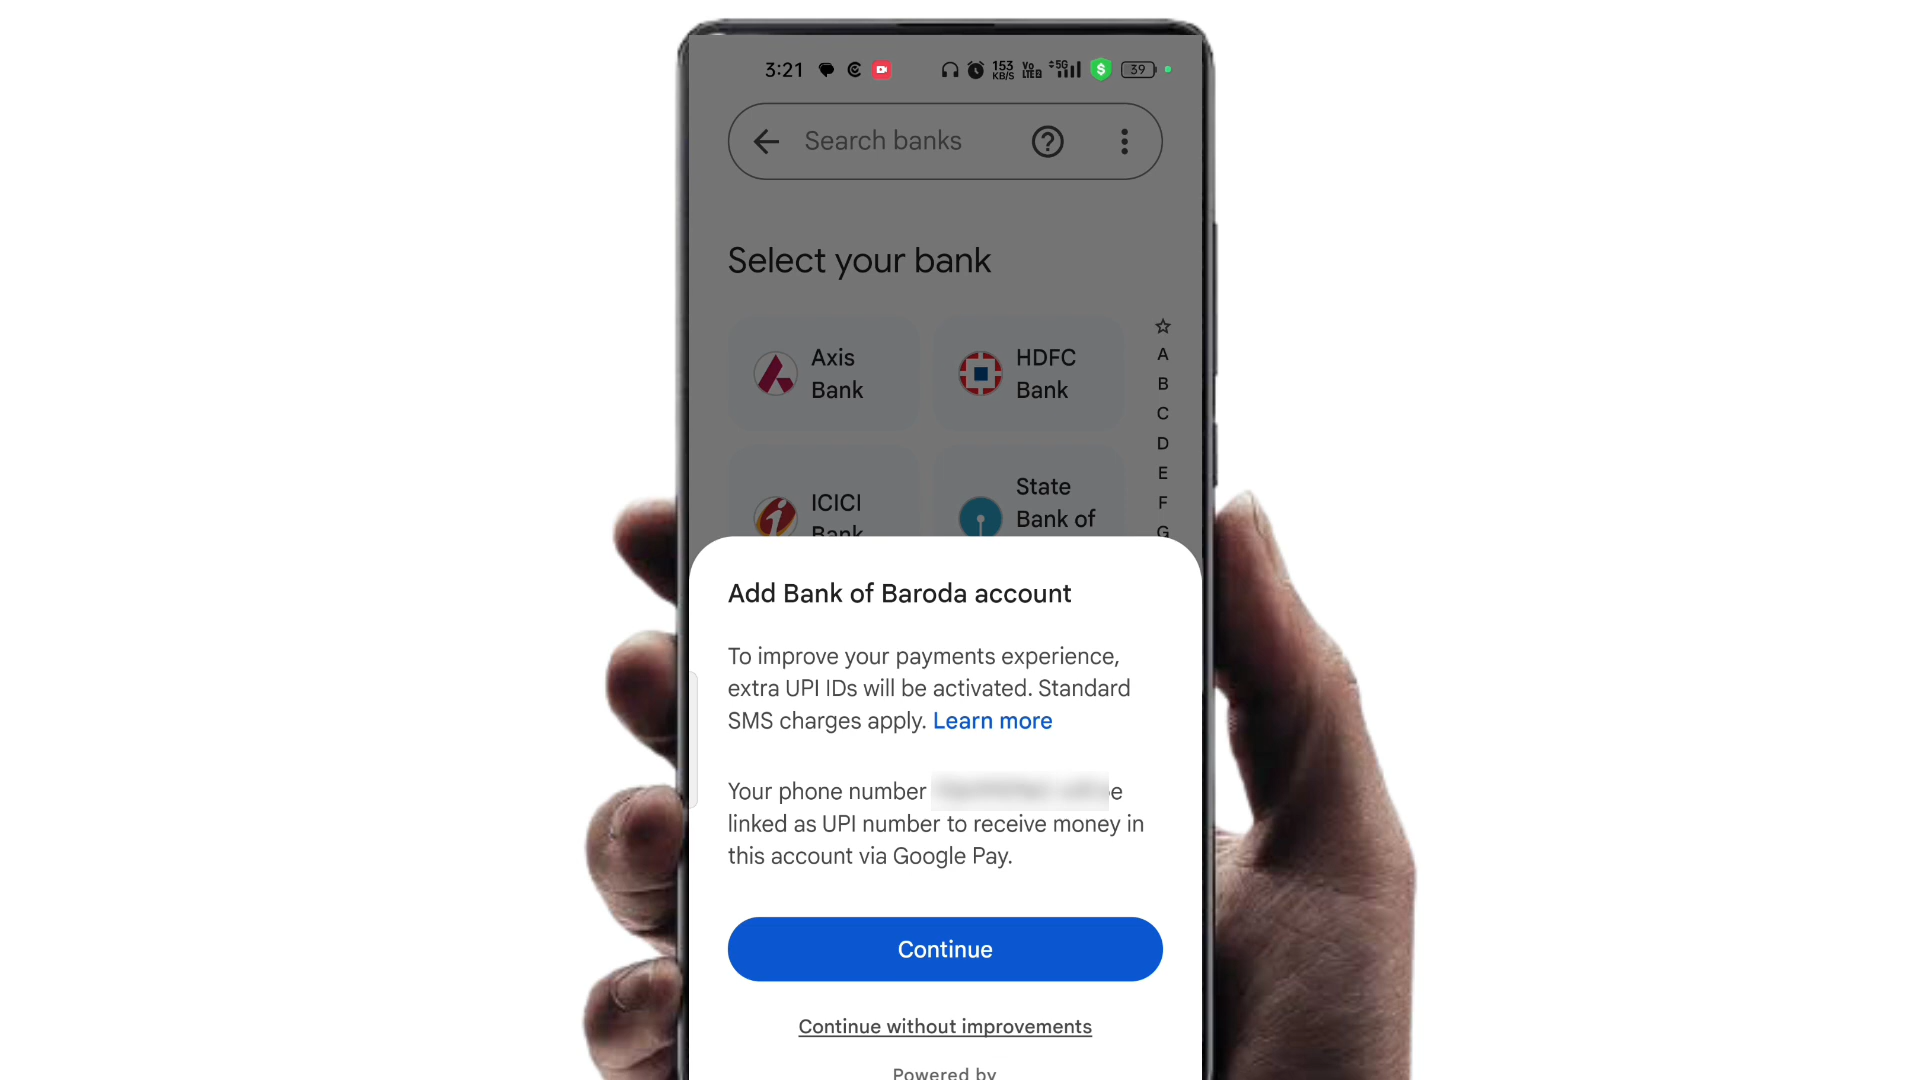 3:21 153 KB/S Vo LTE2 5G $ 39
Search banks
Select your bank
Axis
Bank
HDFC
Bank
ICICI
Bank
State
Bank of
A
B
C
D
E
F
G
Add Bank of Baroda account
To improve your payments experience,
extra UPI IDs will be activated. Standard
SMS charges apply. Learn more
Your phone number e
linked as UPI number to receive money in
this account via Google Pay.
Continue
Continue without improvements
Powered by